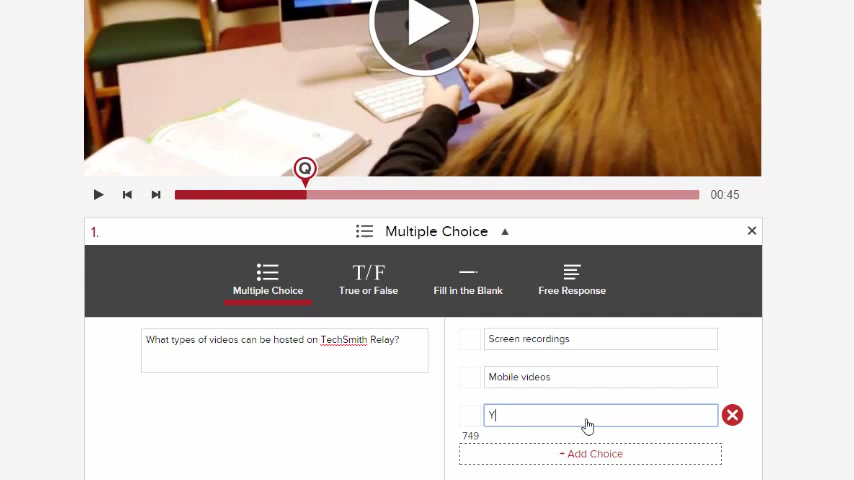 Q
00:45
1.
Multiple Choice
Multiple Choice
T/F
True or False
Fill in the Blank
Free Response
What types of videos can be hosted on TechSmith Relay?
Screen recordings
Mobile videos
Y
749
+ Add Choice